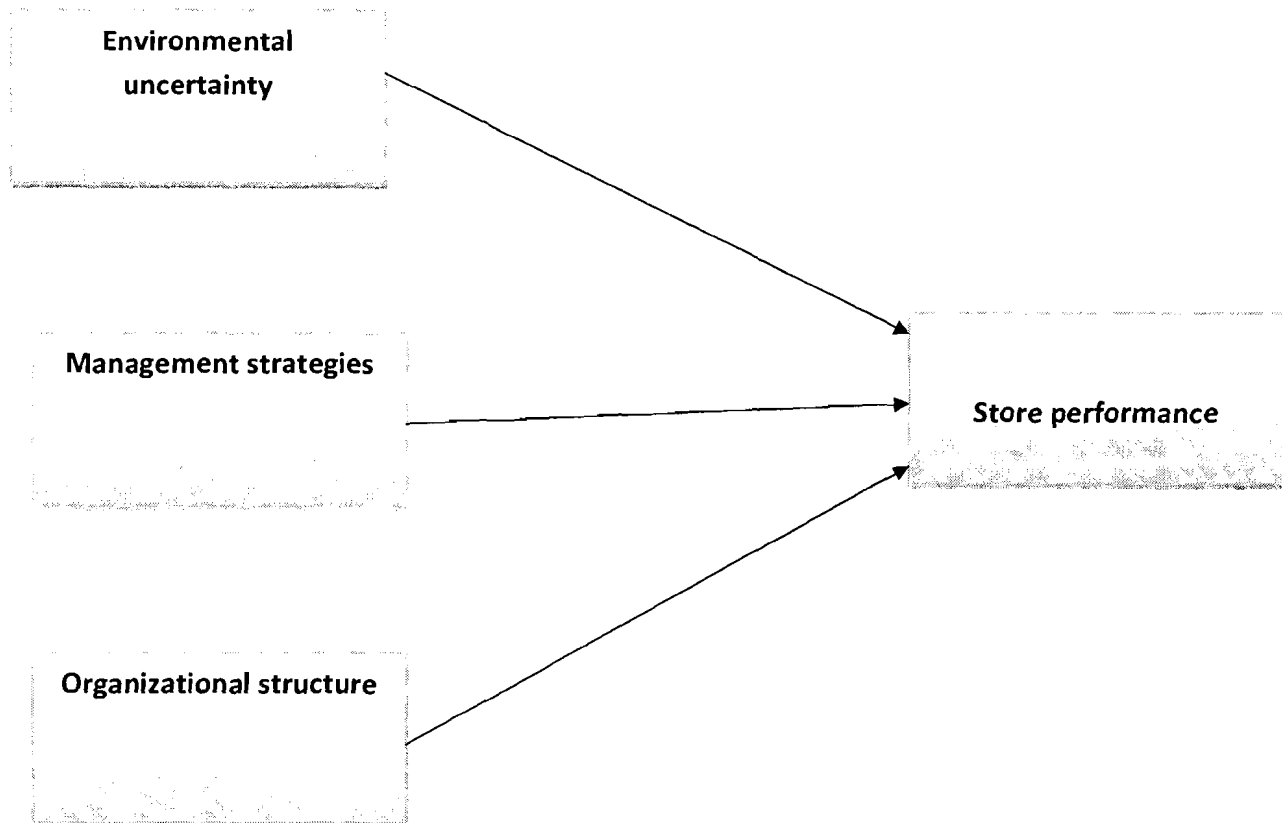 Environmental
uncertainty
Management strategies
Store performance
Organizational structure